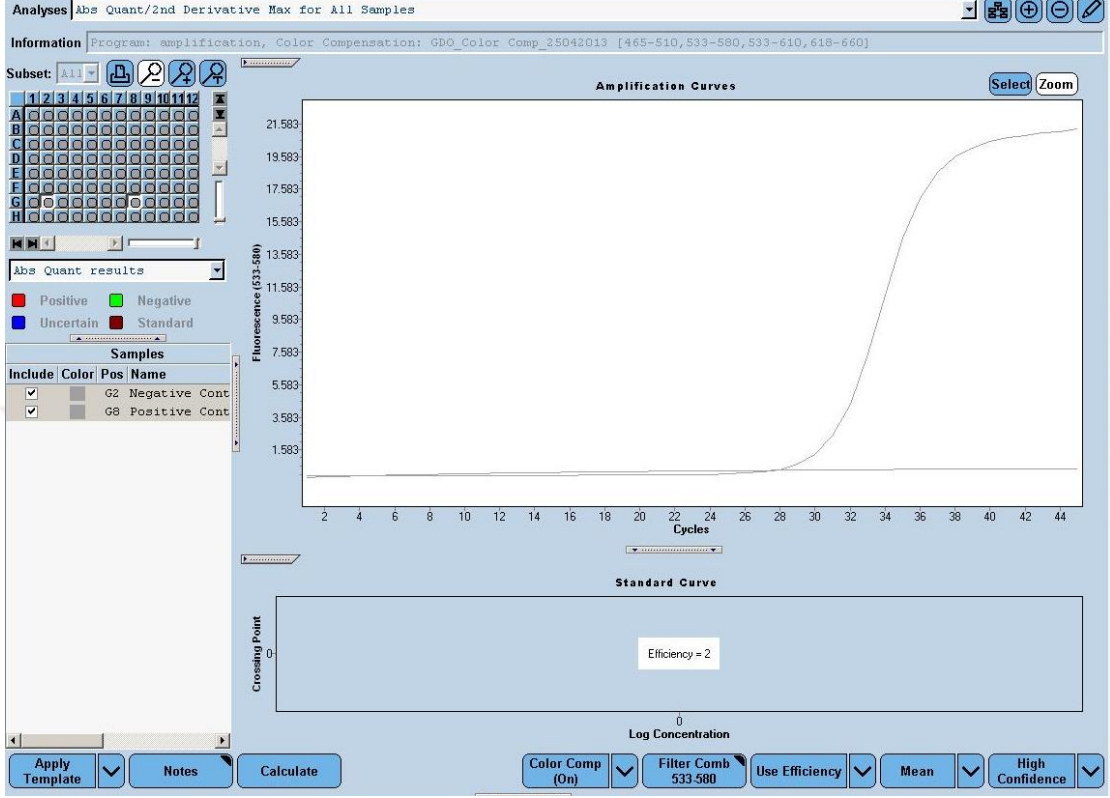 Analyses Abs Quant/2nd Derivative Max for All Samples
Information Program: amplification, Color Compensation: GDO_Color Comp_25042013 [465-510,533-580,533-610,618-660]
Subset: All
1 2 3 4 5 6 7 8 9 10 11 12
A
B
C
D
E
F
G
H
Abs Quant results
Positive Negative
Uncertain Standard
Samples
Include Color Pos Name
G2 Negative Cont
G8 Positive Cont
Amplification Curves
Select Zoom
Fluorescence (533-580)
21.583
19.583
17.583
15.583
13.583
11.583
9.583
7.583
5.583
3.583
1.583
2 4 6 8 10 12 14 16 18 20 22 24 26 28 30 32 34 36 38 40 42 44
Cycles
Standard Curve
Crossing Point
0
Efficiency = 2
0
Log Concentration
Apply Template
Notes
Calculate
Color Comp (On)
Filter Comb 533-580
Use Efficiency
Mean
High Confidence